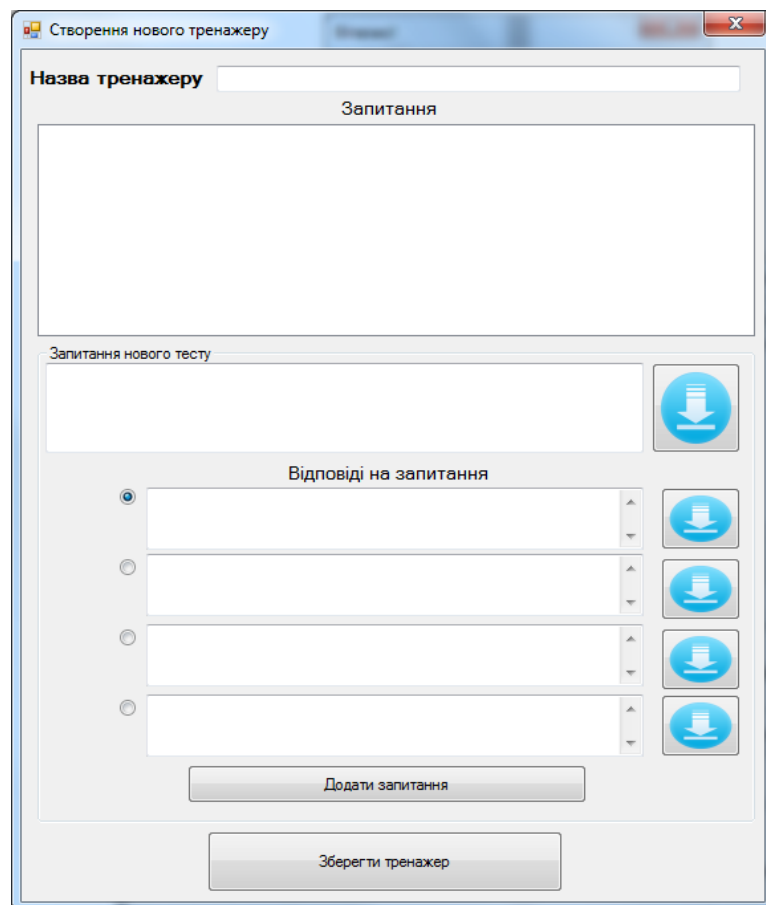 Створення нового тренажеру
Назва тренажеру
Запитання
Запитання нового тесту
Відповіді на запитання
Додати запитання
Зберегти тренажер